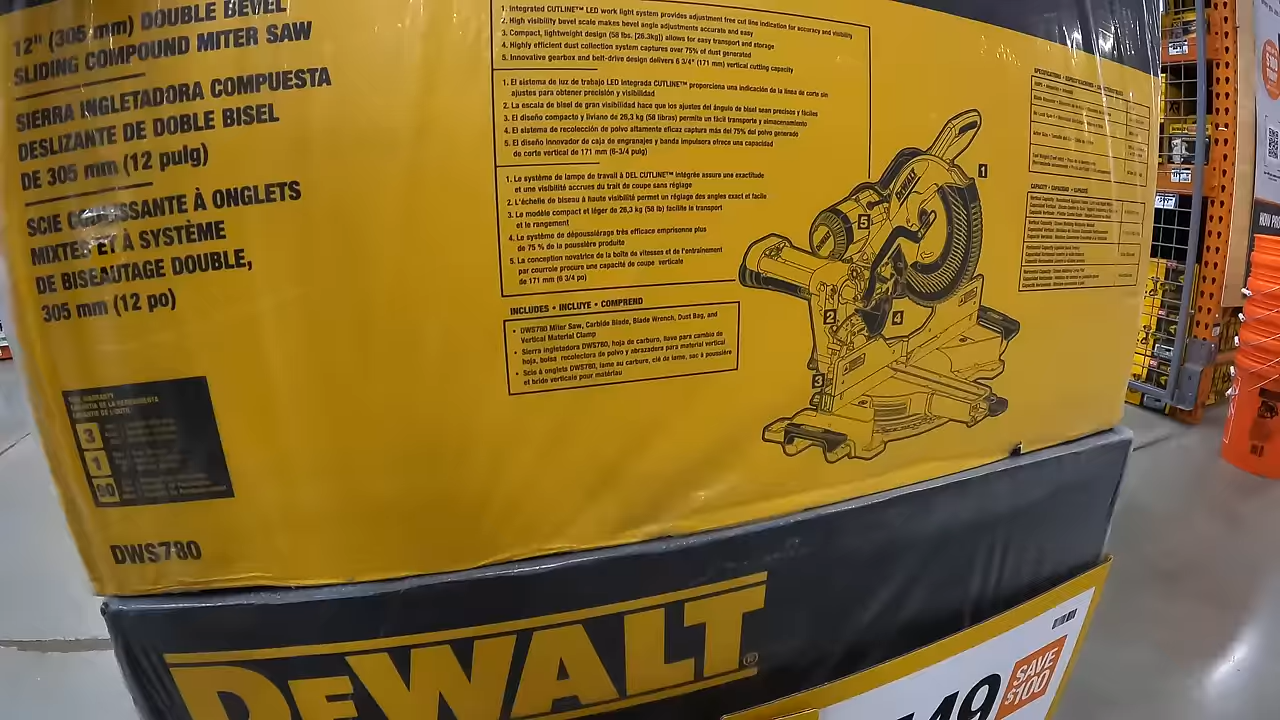 12" (305 mm) DOUBLE BEVEL
SLIDING COMPOUND MITER SAW
SIERRA INGLETADORA COMPUESTA
DESLIZANTE DE DOBLE BISEL
DE 305 mm (12 pulg)
SCIE COULISSANTE À ONGLETS
MIXTES ET À SYSTÈME
DE BISEAUTAGE DOUBLE,
305 mm (12 po)
3
1
90
DWS780
1. Integrated CUTLINE™ LED work light system provides adjustment free cut line indication for accuracy and visibility
2. High visibility bevel scale makes bevel angle adjustments accurate and easy
3. Compact, lightweight design (58 lbs. [26.3kg]) allows for easy transport and storage
4. Highly efficient dust collection system captures over 75% of dust generated
5. Innovative gearbox and belt-drive design delivers 6 3/4" (171 mm) vertical cutting capacity
1. El sistema de luz de trabajo LED integrada CUTLINE™ proporciona una indicación de la línea de corte sin
ajustes para obtener precisión y visibilidad
2. La escala de bisel de gran visibilidad hace que los ajustes del ángulo de bisel sean precisos y fáciles
3. El diseño compacto y liviano de 26,3 kg (58 libras) permite un fácil transporte y almacenamiento
4. El sistema de recolección de polvo altamente eficaz captura más del 75% del polvo generado
5. El diseño innovador de caja de engranajes y banda impulsora ofrece una capacidad
de corte vertical de 171 mm (6-3/4 pulg)
1. Le système de lampe de travail à DEL CUTLINE™ intégrée assure une exactitude
et une visibilité accrues du trait de coupe sans réglage
2. L'échelle de biseau à haute visibilité permet un réglage des angles exact et facile
3. Le modèle compact et léger de 26,3 kg (58 lb) facilite le transport
et le rangement
4. Le système de dépoussiérage très efficace emprisonne plus
de 75 % de la poussière produite
5. La conception novatrice de la boîte de vitesses et de l'entraînement
par courroie procure une capacité de coupe verticale
de 171 mm (6 3/4 po)
INCLUDES • INCLUYE • COMPREND
• DWS780 Miter Saw, Carbide Blade, Blade Wrench, Dust Bag, and
Vertical Material Clamp
• Sierra ingletadora DWS780, hoja de carburo, llave para cambio de
hoja, bolsa recolectora de polvo y abrazadera para material vertical
• Scie à onglets DWS780, lame au carbure, clé de lame, sac à poussière
et bride verticale pour matériau
1
5
2
4
3
DEWALT
DEWALT®
49
SAVE
$100